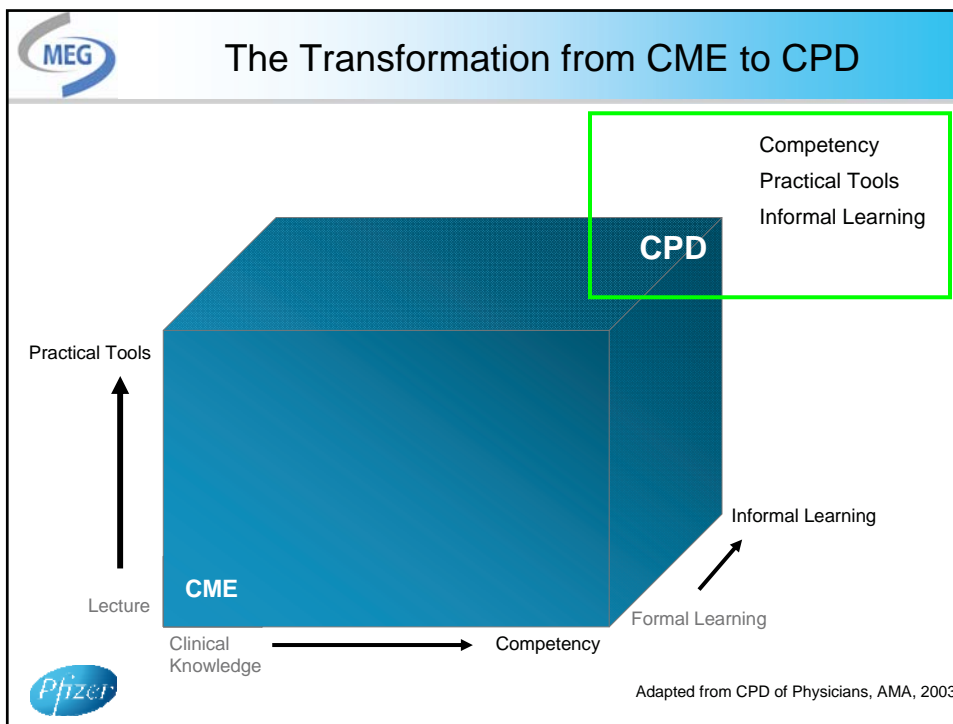 MEG
The Transformation from CME to CPD
Competency
Practical Tools
Informal Learning
CPD
Practical Tools
Informal Learning
CME
Lecture
Formal Learning
Clinical
Knowledge
Competency
Pfizer
Adapted from CPD of Physicians, AMA, 2003